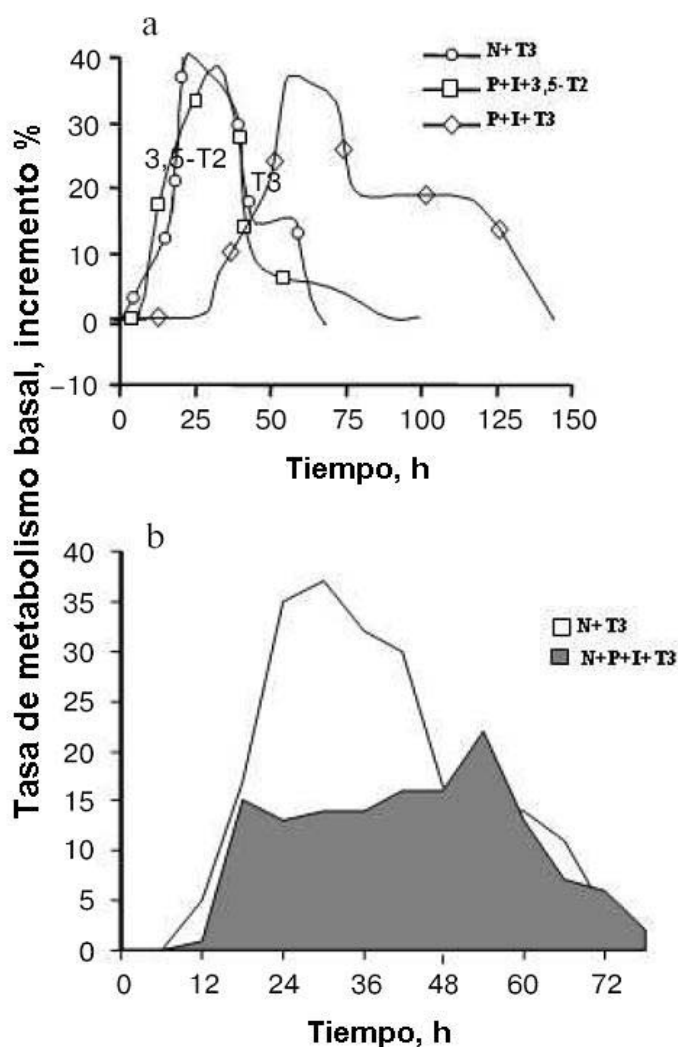 a
40
30
20
10
0
−10
N+T3
P+I+3,5-T2
P+I+T3
3,5-T2
T3
0 25 50 75 100 125 150
Tiempo, h
Tasa de metabolismo basal, incremento %
b
40
35
30
25
20
15
10
5
0
N+T3
N+P+I+T3
0 12 24 36 48 60 72
Tiempo, h